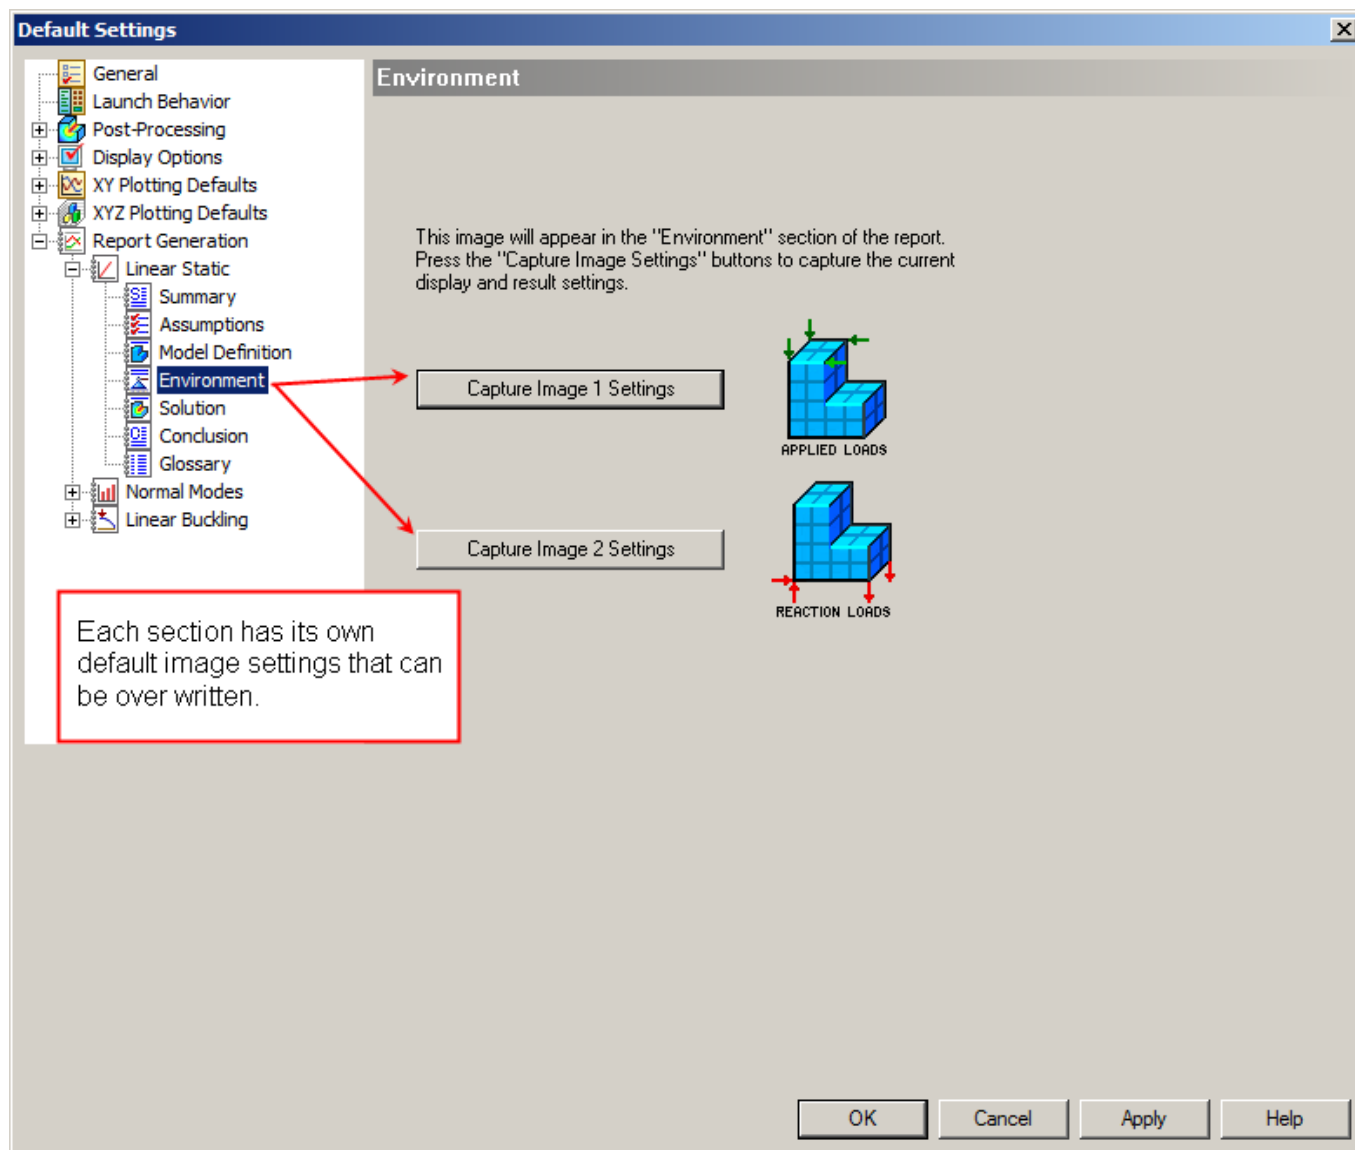 Default Settings
General
Launch Behavior
Post-Processing
Display Options
XY Plotting Defaults
XYZ Plotting Defaults
Report Generation
Linear Static
Summary
Assumptions
Model Definition
Environment
Solution
Conclusion
Glossary
Normal Modes
Linear Buckling
Each section has its own
default image settings that can
be over written.
Environment
This image will appear in the "Environment" section of the report.
Press the "Capture Image Settings" buttons to capture the current
display and result settings.
Capture Image 1 Settings
APPLIED LOADS
Capture Image 2 Settings
REACTION LOADS
OK
Cancel
Apply
Help